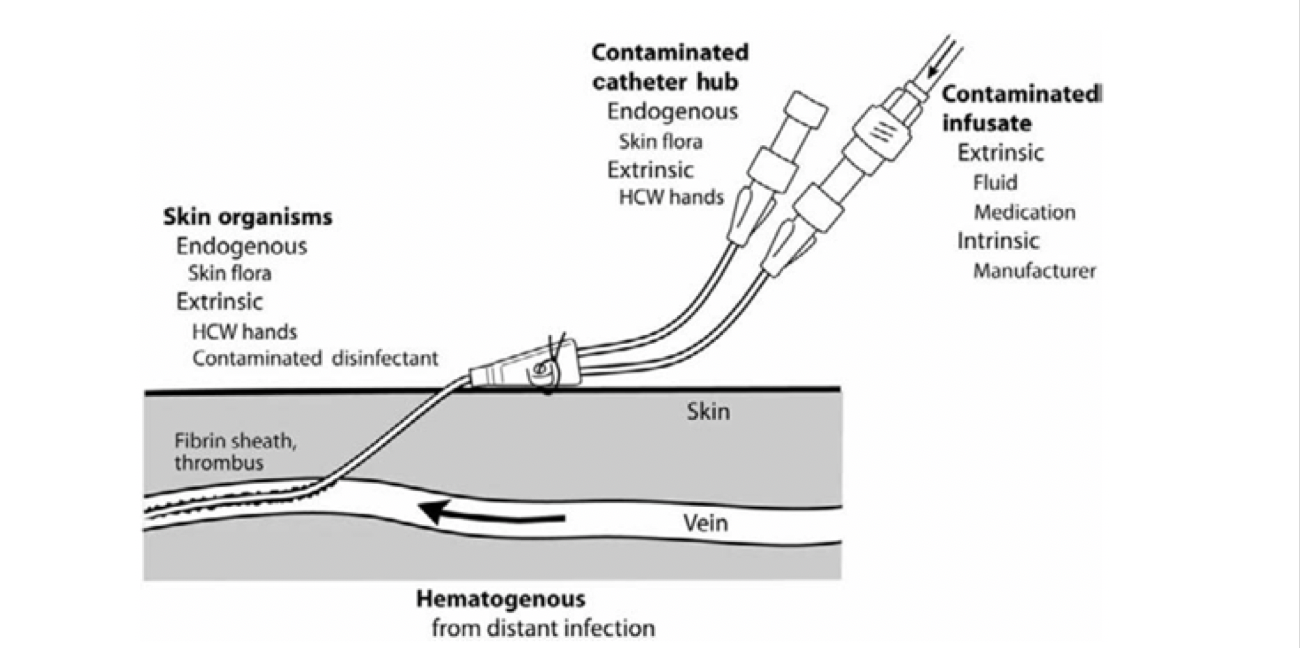 Contaminated
catheter hub
Endogenous
Skin flora
Extrinsic
HCW hands
Contaminated
infusate
Extrinsic
Fluid
Medication
Intrinsic
Manufacturer
Skin organisms
Endogenous
Skin flora
Extrinsic
HCW hands
Contaminated disinfectant
Skin
Fibrin sheath,
thrombus
Vein
Hematogenous
from distant infection